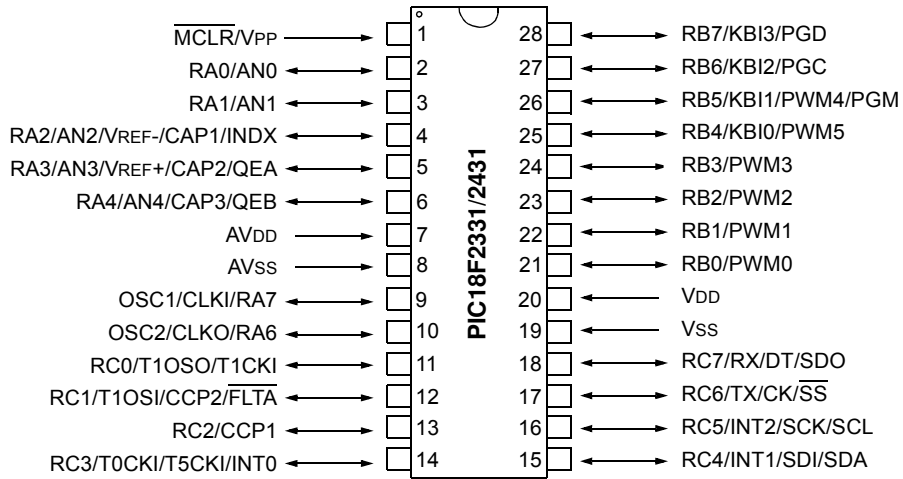 MCLR/VPP 1 28 RB7/KBI3/PGD
RA0/AN0 2 27 RB6/KBI2/PGC
RA1/AN1 3 26 RB5/KBI1/PWM4/PGM
RA2/AN2/VREF-/CAP1/INDX 4 25 RB4/KBI0/PWM5
RA3/AN3/VREF+/CAP2/QEA 5 24 RB3/PWM3
RA4/AN4/CAP3/QEB 6 23 RB2/PWM2
AVDD 7 22 RB1/PWM1
AVSS 8 21 RB0/PWM0
OSC1/CLKI/RA7 9 20 VDD
OSC2/CLKO/RA6 10 19 VSS
RC0/T1OSO/T1CKI 11 18 RC7/RX/DT/SDO
RC1/T1OSI/CCP2/FLTA 12 17 RC6/TX/CK/SS
RC2/CCP1 13 16 RC5/INT2/SCK/SCL
RC3/T0CKI/T5CKI/INT0 14 15 RC4/INT1/SDI/SDA
PIC18F2331/2431